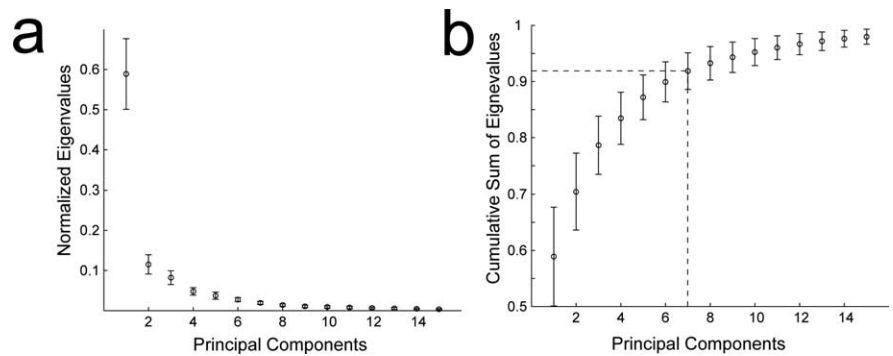 a
Normalized Eigenvalues
0.6
0.5
0.4
0.3
0.2
0.1
2 4 6 8 10 12 14
Principal Components
b
Cumulative Sum of Eignevalues
1
0.9
0.8
0.7
0.6
0.5
2 4 6 8 10 12 14
Principal Components